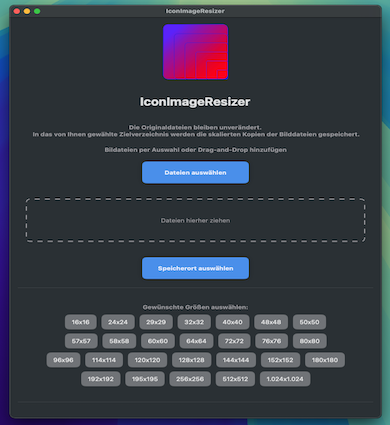 IconImageResizer
IconImageResizer
Die Originaldateien bleiben unverändert.
In das von Ihnen gewählte Zielverzeichnis werden die skalierten Kopien der Bilddateien gespeichert.
Bildateien per Auswahl oder Drag-and-Drop hinzufügen
Dateien auswählen
Dateien hierher ziehen
Speicherort auswählen
Gewünschte Größen auswählen:
16x16 24x24 29x29 32x32 40x40 48x48 50x50
57x57 58x58 60x60 64x64 72x72 76x76 80x80
96x96 114x114 120x120 128x128 144x144 152x152 180x180
192x192 195x195 256x256 512x512 1.024x1.024